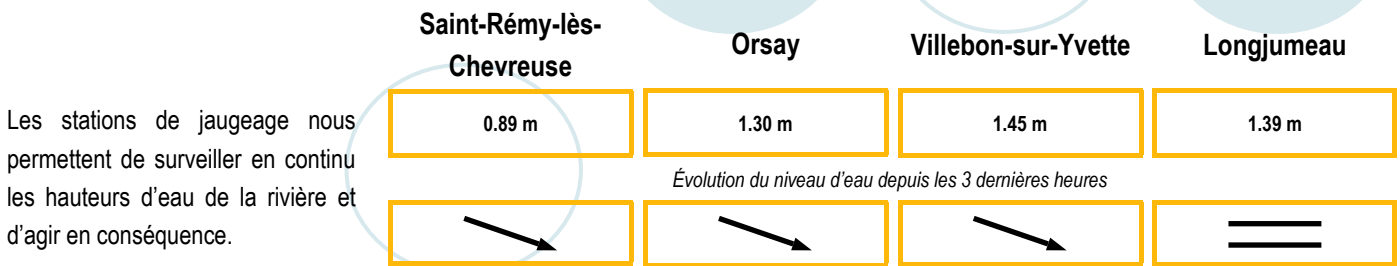 Saint-Rémy-lès-
Chevreuse
Orsay
Villebon-sur-Yvette
Longjumeau
Les stations de jaugeage nous
permettent de surveiller en continu
les hauteurs d'eau de la rivière et
d'agir en conséquence.
0.89 m
1.30 m
1.45 m
1.39 m
Évolution du niveau d'eau depuis les 3 dernières heures